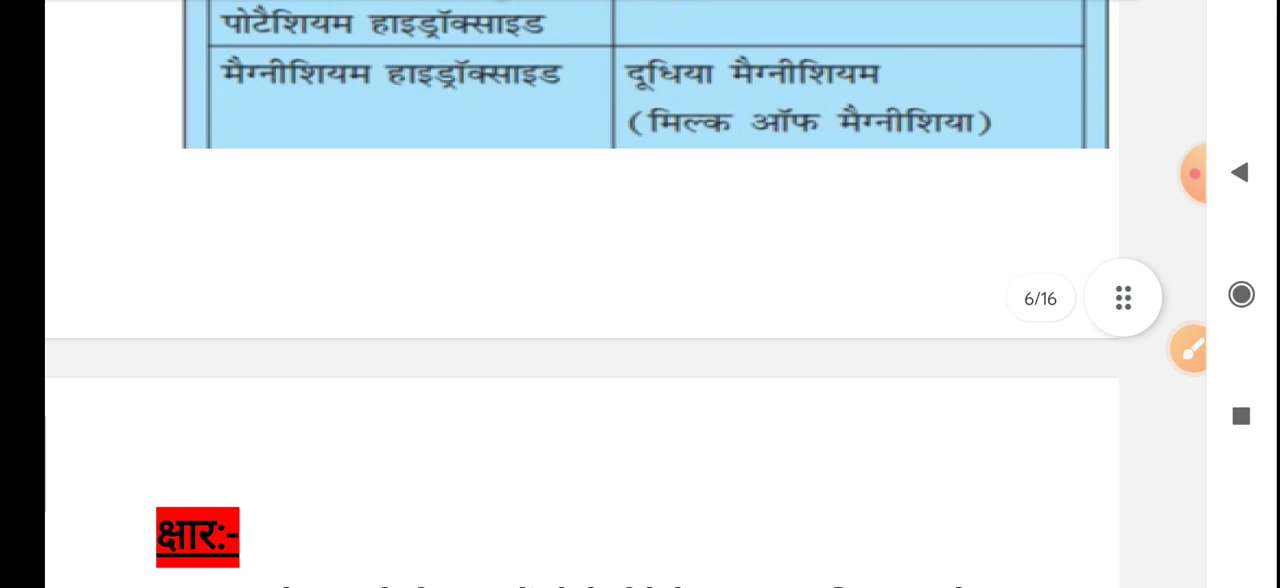 पोटैशियम हाइड्रॉक्साइड
मैग्नीशियम हाइड्रॉक्साइड
दूधिया मैग्नीशियम
(मिल्क ऑफ मैग्नीशिया)
6/16
क्षार:-